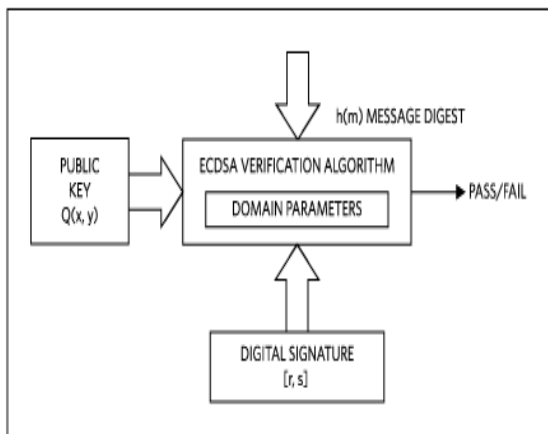 h(m) MESSAGE DIGEST
PUBLIC
KEY
Q(x, y)
ECDSA VERIFICATION ALGORITHM
DOMAIN PARAMETERS
PASS/FAIL
DIGITAL SIGNATURE
[r, s]